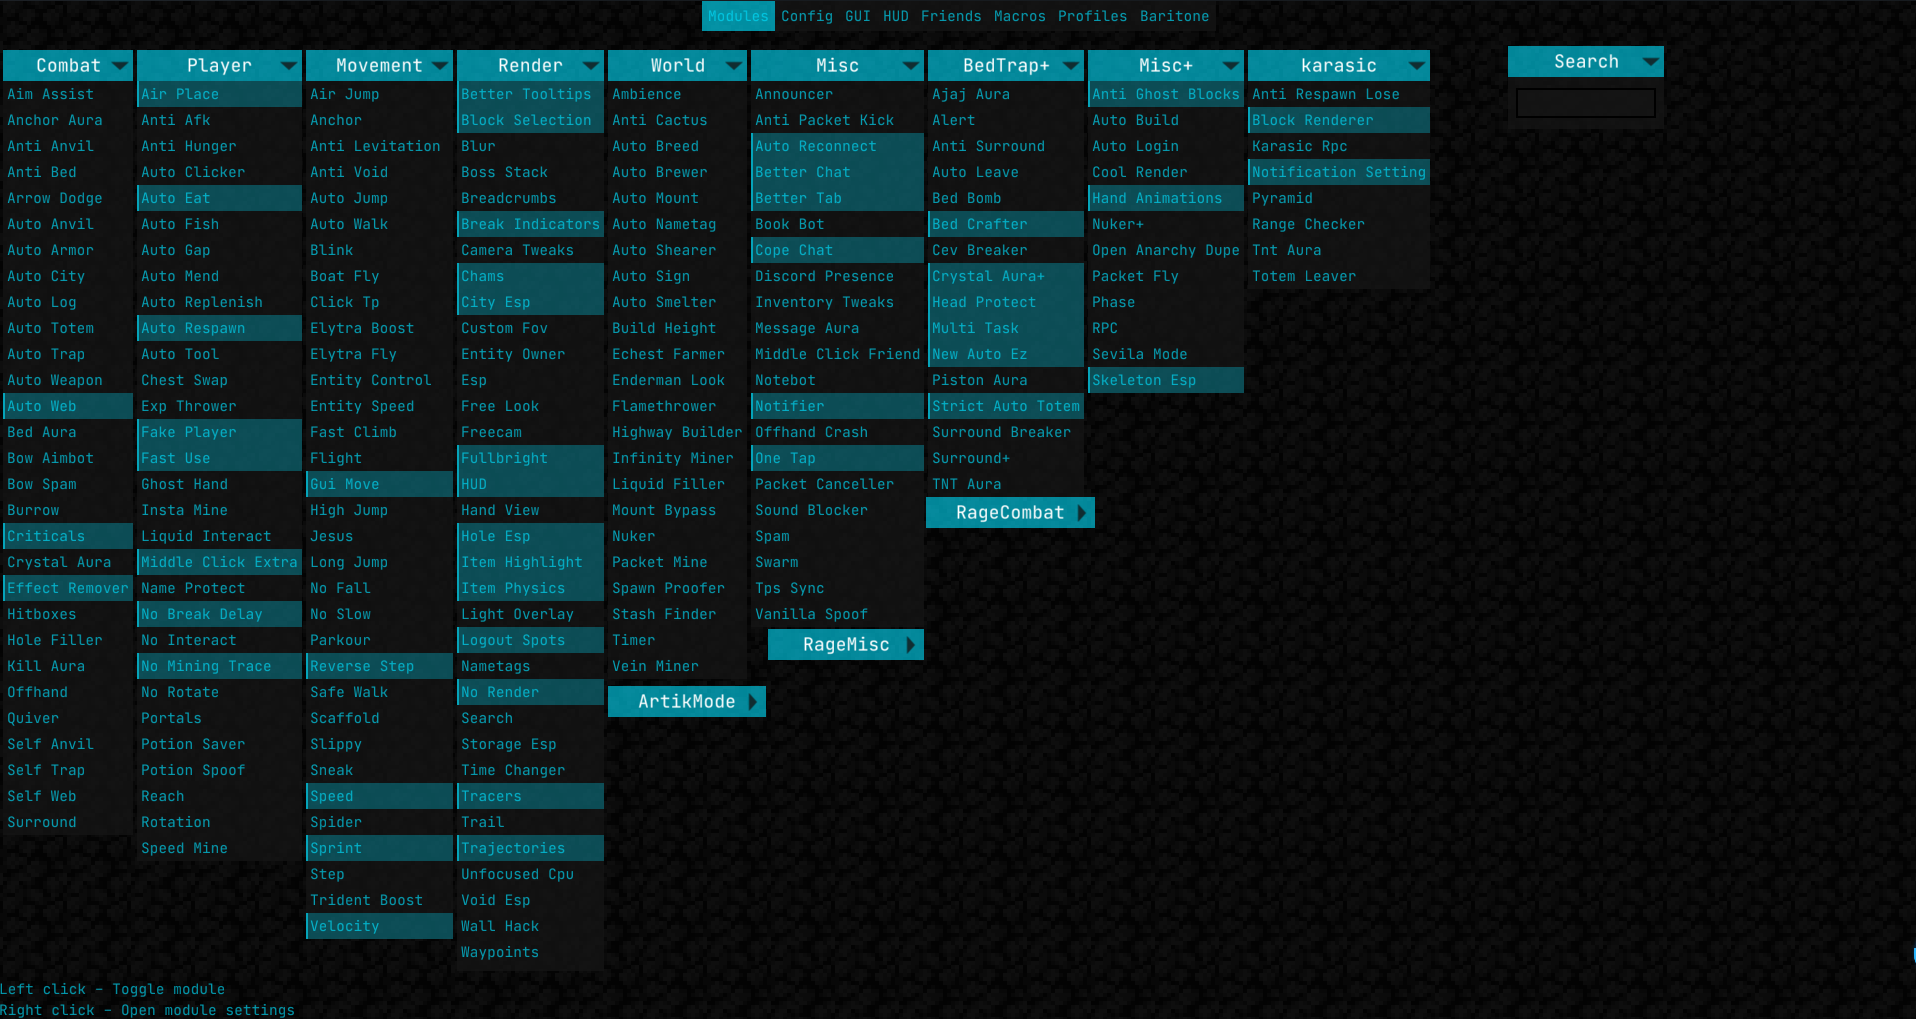 Modules Config GUI HUD Friends Macros Profiles Baritone
Combat
Aim Assist
Anchor Aura
Anti Anvil
Anti Bed
Arrow Dodge
Auto Anvil
Auto Armor
Auto City
Auto Log
Auto Totem
Auto Trap
Auto Weapon
Auto Web
Bed Aura
Bow Aimbot
Bow Spam
Burrow
Criticals
Crystal Aura
Effect Remover
Hitboxes
Hole Filler
Kill Aura
Offhand
Quiver
Self Anvil
Self Trap
Self Web
Surround
Player
Air Place
Anti Afk
Anti Hunger
Auto Clicker
Auto Eat
Auto Fish
Auto Gap
Auto Mend
Auto Replenish
Auto Respawn
Auto Tool
Chest Swap
Exp Thrower
Fake Player
Fast Use
Ghost Hand
Insta Mine
Liquid Interact
Middle Click Extra
Name Protect
No Break Delay
No Interact
No Mining Trace
No Rotate
Portals
Potion Saver
Potion Spoof
Reach
Rotation
Speed Mine
Movement
Air Jump
Anchor
Anti Levitation
Anti Void
Auto Jump
Auto Walk
Blink
Boat Fly
Click Tp
Elytra Boost
Elytra Fly
Entity Control
Entity Speed
Fast Climb
Flight
Gui Move
High Jump
Jesus
Long Jump
No Fall
No Slow
Parkour
Reverse Step
Safe Walk
Scaffold
Slippy
Sneak
Speed
Spider
Sprint
Step
Trident Boost
Velocity
Render
Better Tooltips
Block Selection
Blur
Boss Stack
Breadcrumbs
Break Indicators
Camera Tweaks
Chams
City Esp
Custom Fov
Entity Owner
Esp
Free Look
Freecam
Fullbright
HUD
Hand View
Hole Esp
Item Highlight
Item Physics
Light Overlay
Logout Spots
Nametags
No Render
Search
Storage Esp
Time Changer
Tracers
Trail
Trajectories
Unfocused Cpu
Void Esp
Wall Hack
Waypoints
World
Ambience
Anti Cactus
Auto Breed
Auto Brewer
Auto Mount
Auto Nametag
Auto Shearer
Auto Sign
Auto Smelter
Build Height
Echest Farmer
Enderman Look
Flamethrower
Highway Builder
Infinity Miner
Liquid Filler
Mount Bypass
Nuker
Packet Mine
Spawn Proofer
Stash Finder
Timer
Vein Miner
ArtikMode
Misc
Announcer
Anti Packet Kick
Auto Reconnect
Better Chat
Better Tab
Book Bot
Cope Chat
Discord Presence
Inventory Tweaks
Message Aura
Middle Click Friend
Notebot
Notifier
Offhand Crash
One Tap
Packet Canceller
Sound Blocker
Spam
Swarm
Tps Sync
Vanilla Spoof
RageMisc
BedTrap+
Ajaj Aura
Alert
Anti Surround
Auto Leave
Bed Bomb
Bed Crafter
Cev Breaker
Crystal Aura+
Head Protect
Multi Task
New Auto Ez
Piston Aura
Strict Auto Totem
Surround Breaker
Surround+
TNT Aura
RageCombat
Misc+
Anti Ghost Blocks
Auto Build
Auto Login
Cool Render
Hand Animations
Nuker+
Open Anarchy Dupe
Packet Fly
Phase
RPC
Sevila Mode
Skeleton Esp
karasic
Anti Respawn Lose
Block Renderer
Karasic Rpc
Notification Setting
Pyramid
Range Checker
Tnt Aura
Totem Leaver
Search
Left click - Toggle module
Right click - Open module settings